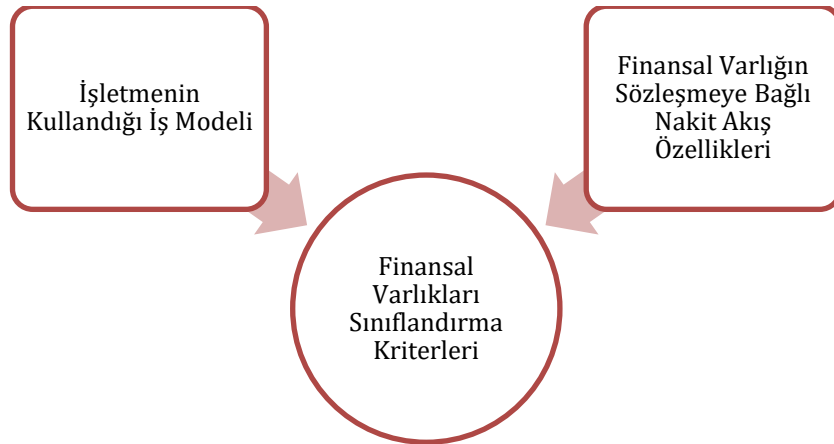 İşletmenin
Kullandığı İş Modeli
Finansal Varlığın
Sözleşmeye Bağlı
Nakit Akış
Özellikleri
Finansal
Varlıkları
Sınıflandırma
Kriterleri